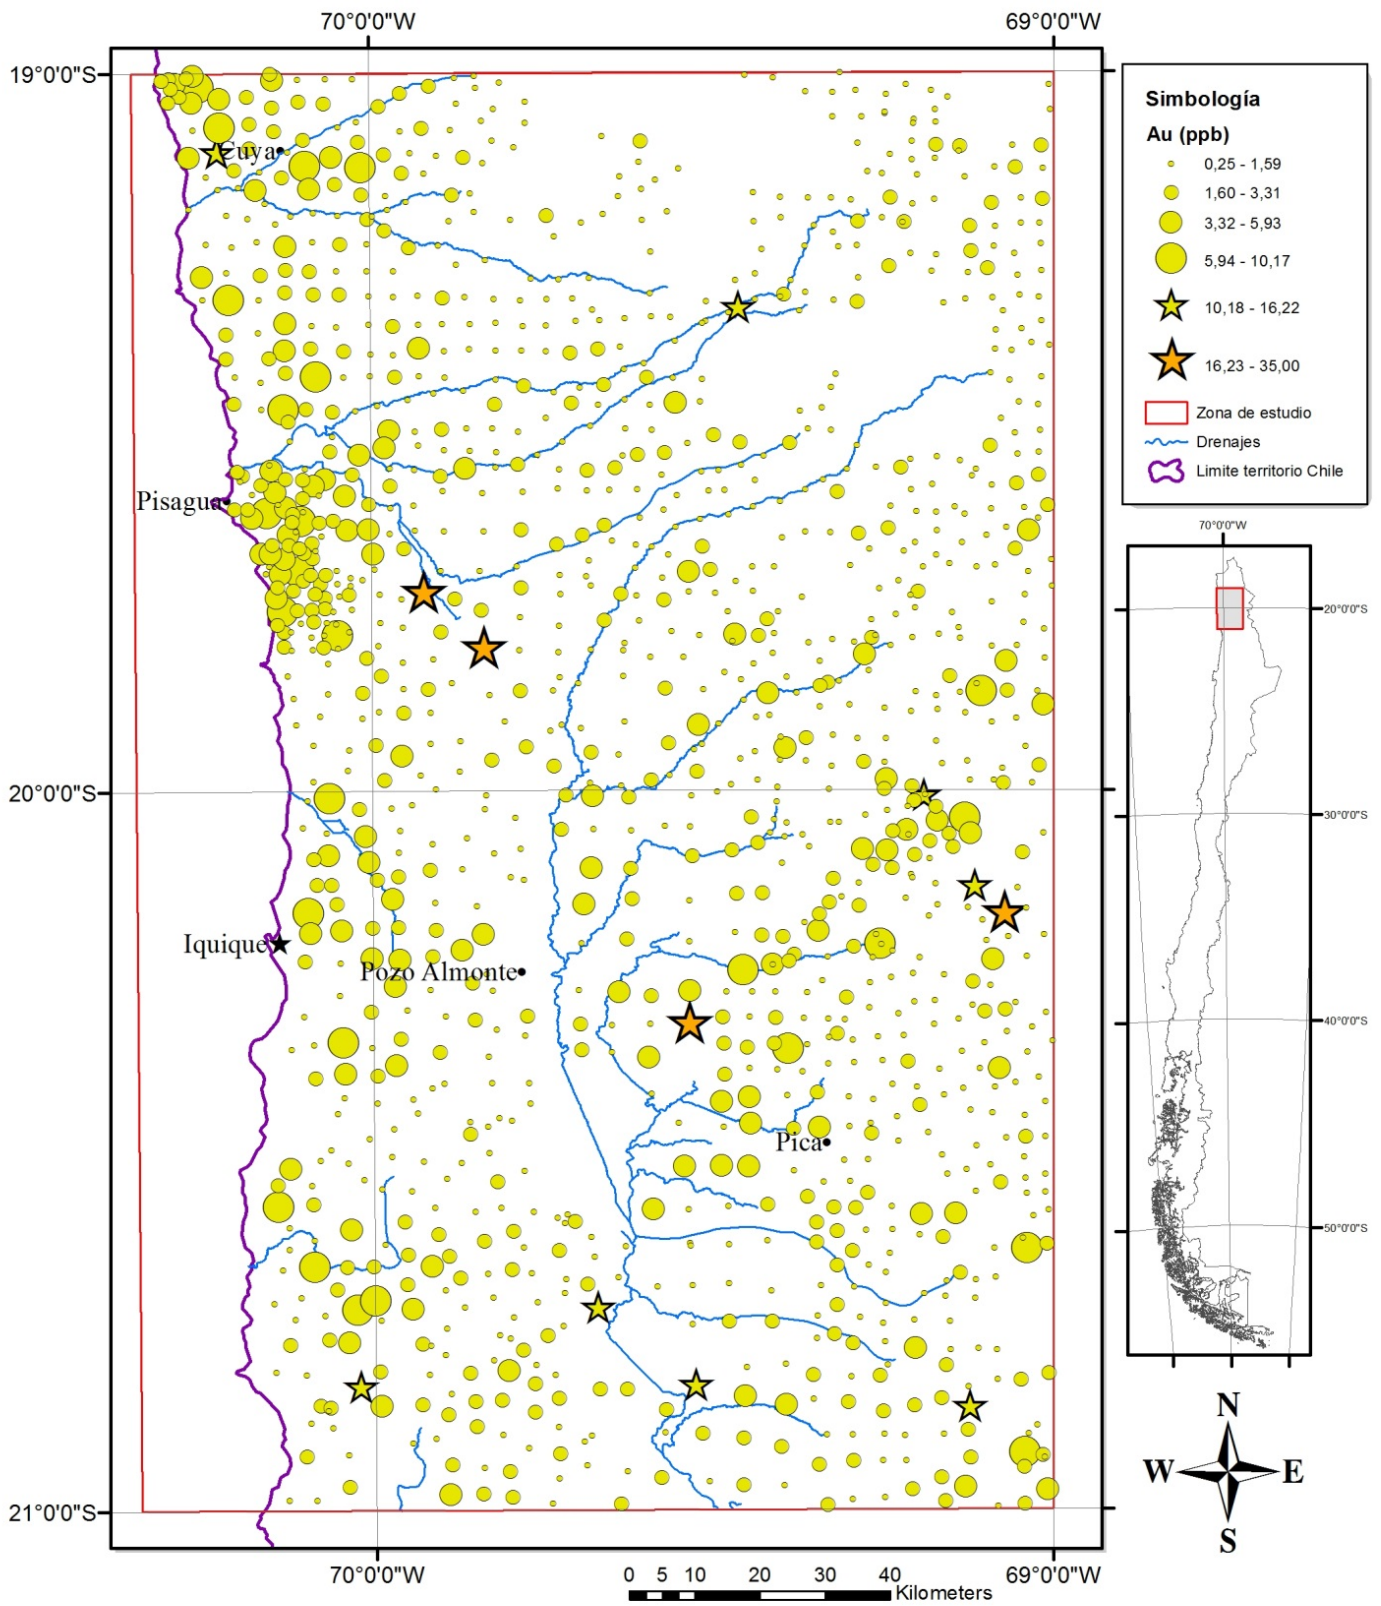 70°0'0"W
69°0'0"W
19°0'0"S
Cuya
Pisagua
20°0'0"S
Iquique
Pozo Almonte
Pica
21°0'0"S
70°0'0"W
69°0'0"W
0 5 10 20 30 40
Kilometers
Simbología
Au (ppb)
0,25 - 1,59
1,60 - 3,31
3,32 - 5,93
5,94 - 10,17
10,18 - 16,22
16,23 - 35,00
Zona de estudio
Drenajes
Limite territorio Chile
70°0'0"W
20°0'0"S
30°0'0"S
40°0'0"S
50°0'0"S
N
W
E
S